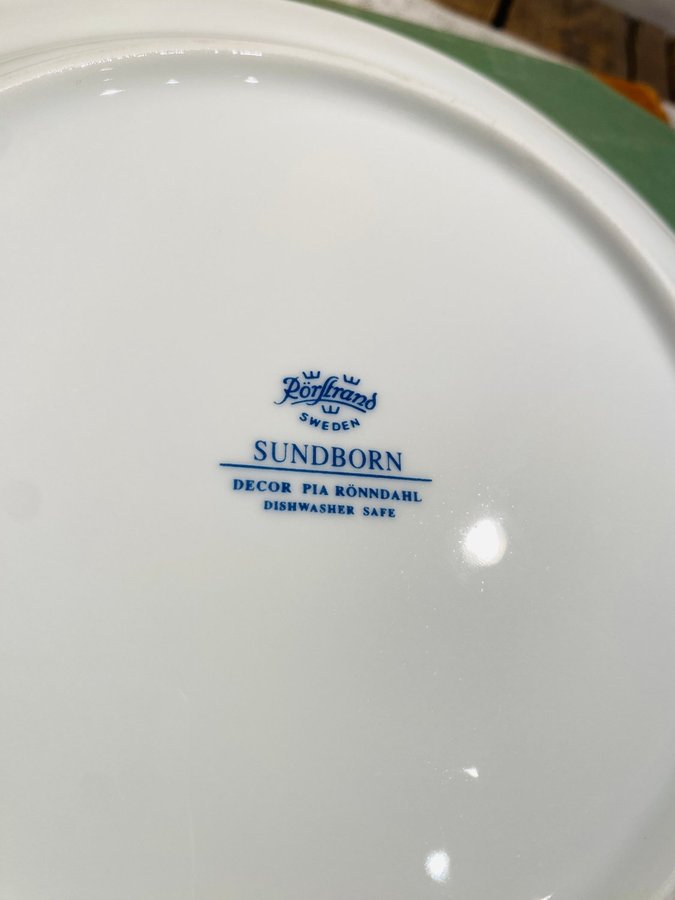 Rörstrand
SWEDEN
SUNDBORN
DECOR PIA RÖNNDAHL
DISHWASHER SAFE